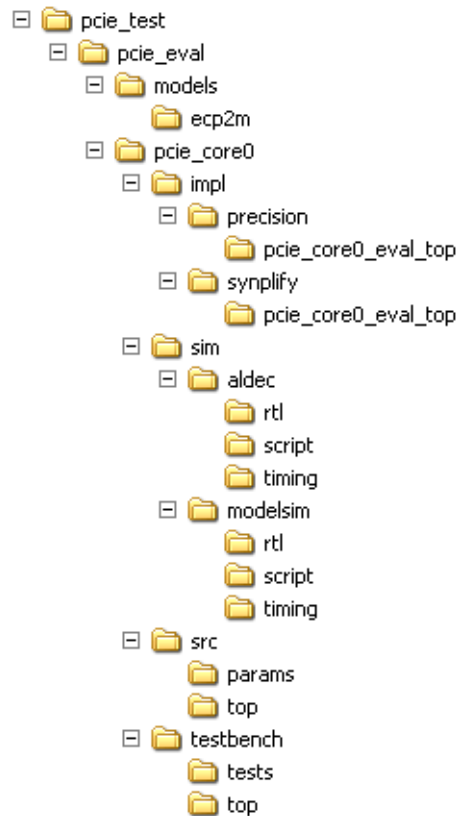 pcie_test
pcie_eval
models
ecp2m
pcie_core0
impl
precision
pcie_core0_eval_top
synplify
pcie_core0_eval_top
sim
aldec
rtl
script
timing
modelsim
rtl
script
timing
src
params
top
testbench
tests
top